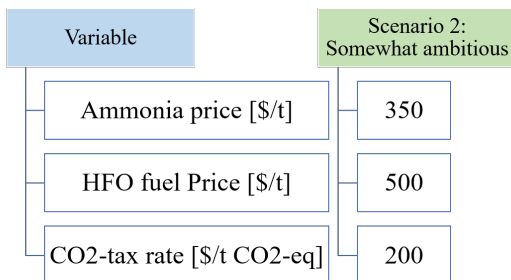 Variable
Scenario 2:
Somewhat ambitious
Ammonia price [$/t]
350
HFO fuel Price [$/t]
500
CO2-tax rate [$/t CO2-eq]
200